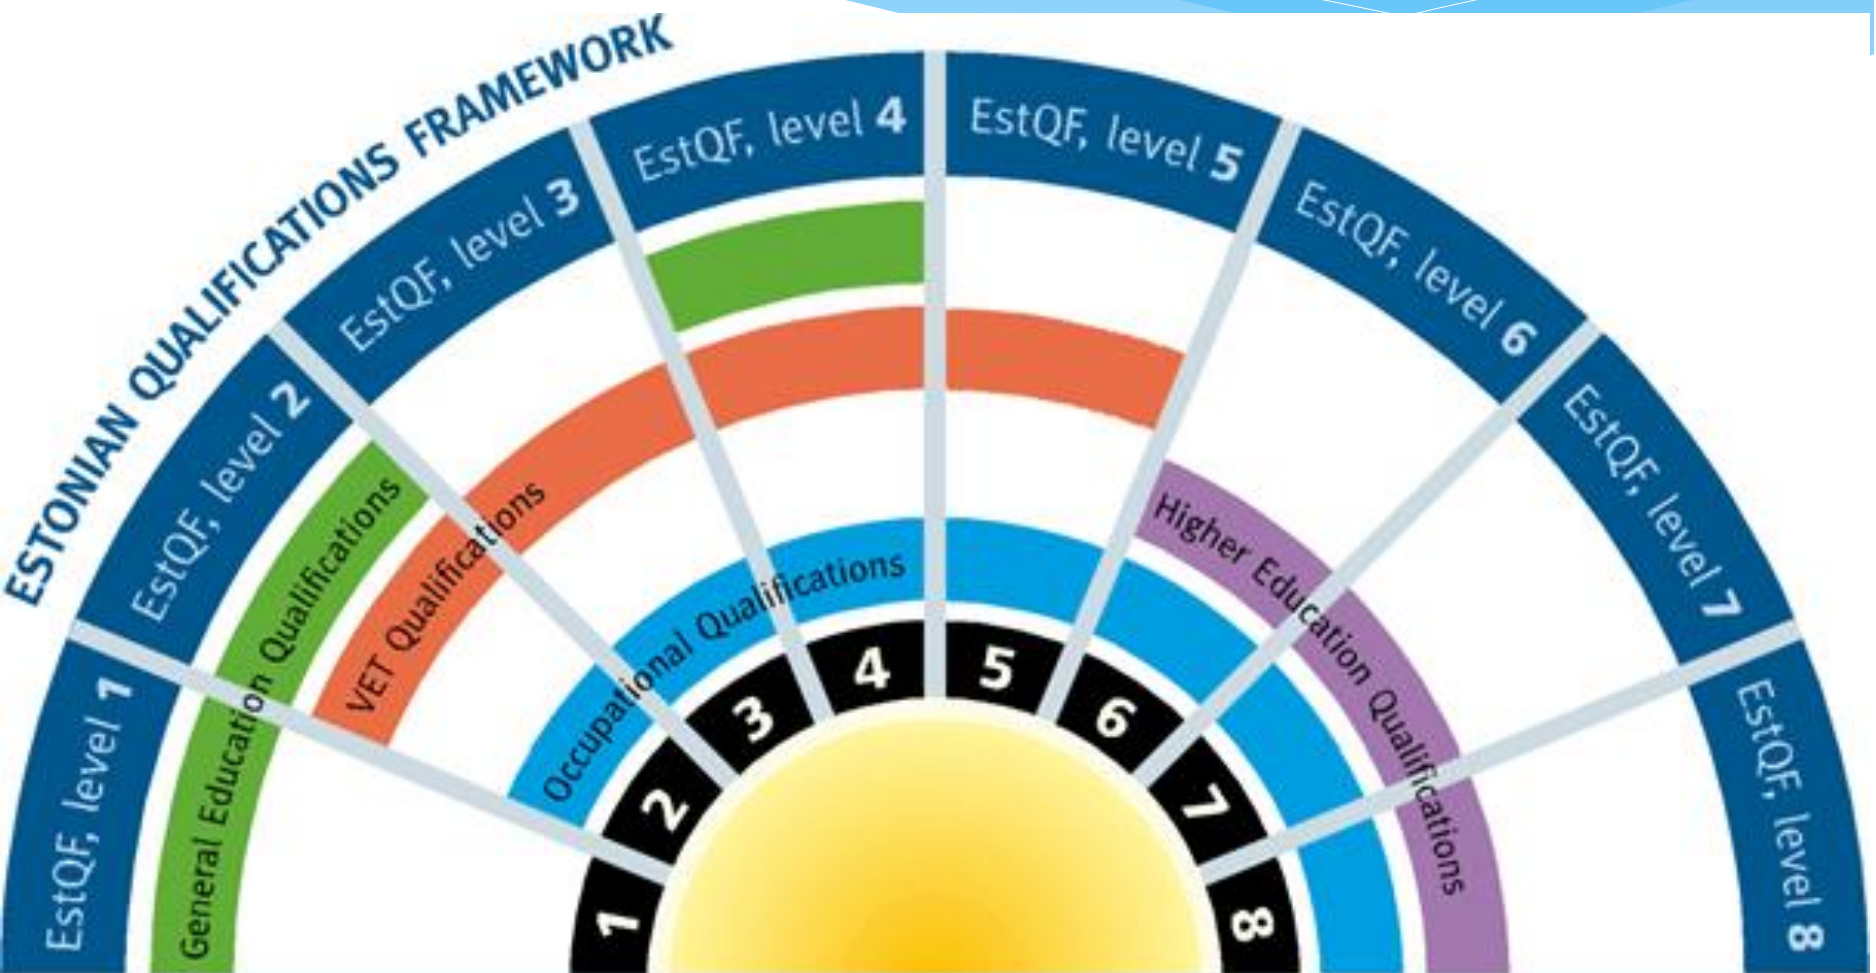 ESTONIAN QUALIFICATIONS FRAMEWORK
EstQF, level 1
EstQF, level 2
EstQF, level 3
EstQF, level 4
EstQF, level 5
EstQF, level 6
EstQF, level 7
EstQF, level 8
General Education Qualifications
VET Qualifications
Occupational Qualifications
Higher Education Qualifications
1
2
3
4
5
6
7
8